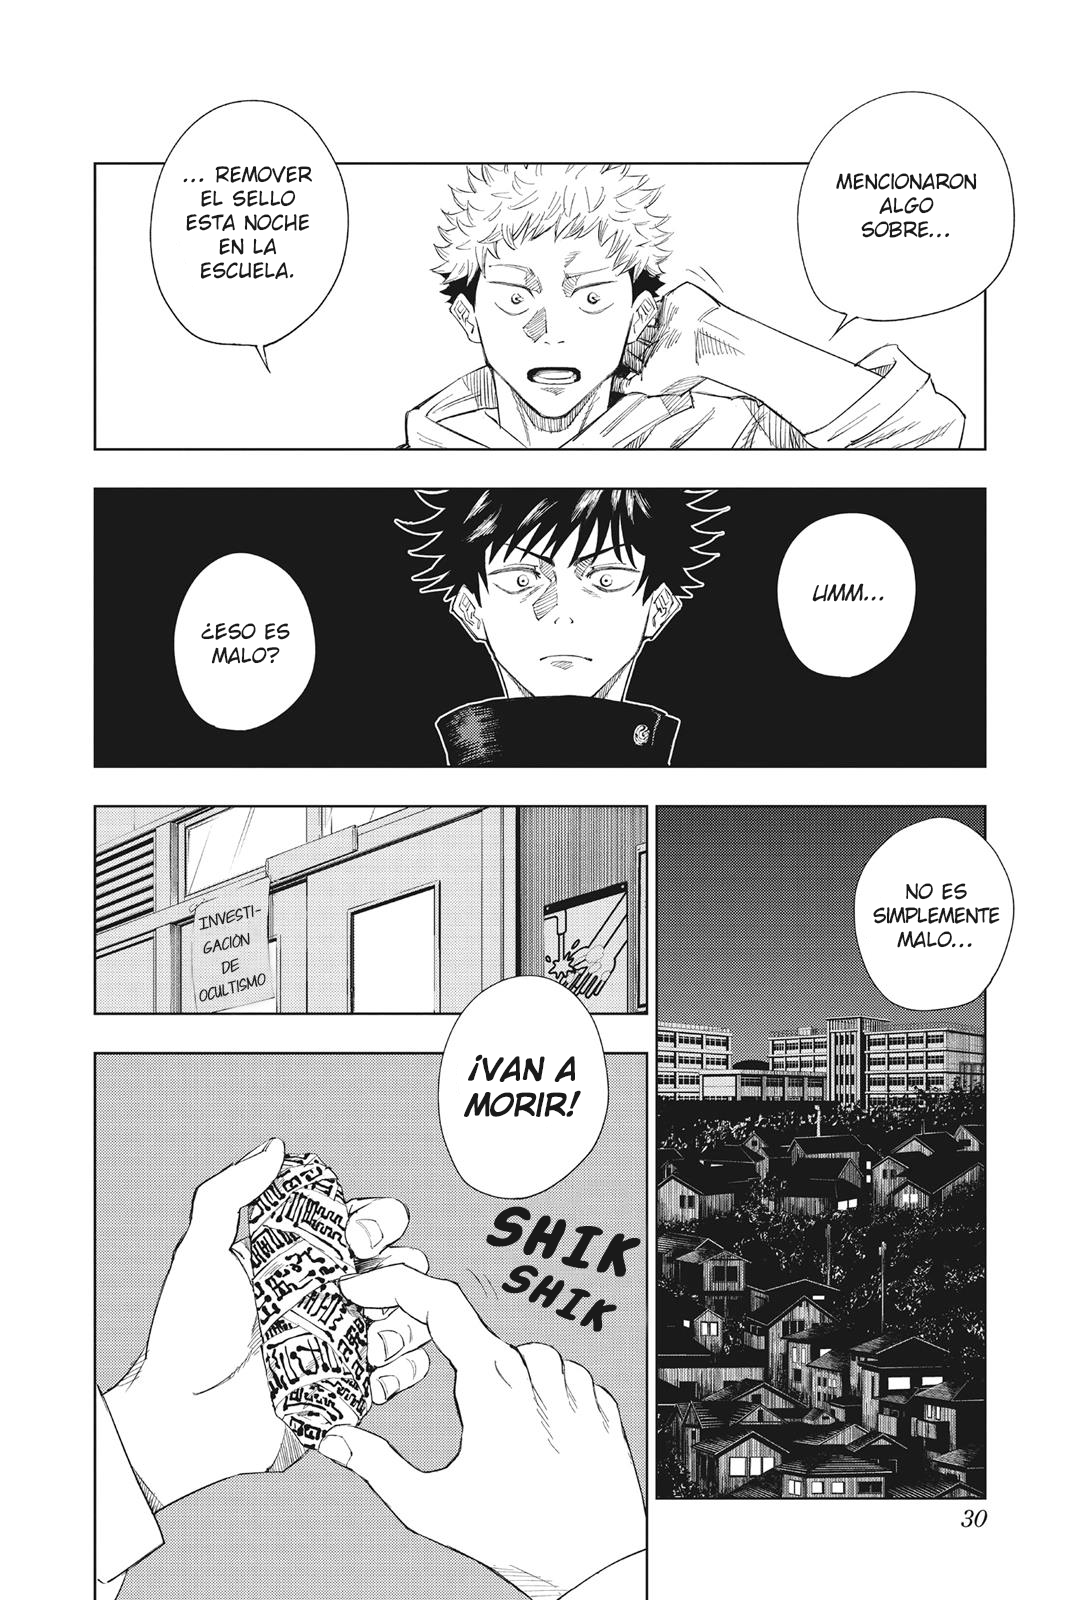 MENCIONARON
ALGO
SOBRE...
... REMOVER
EL SELLO
ESTA NOCHE
EN LA
ESCUELA.
UMM...
¿ESO ES
MALO?
NO ES
SIMPLEMENTE
MALO...
INVESTI-
GACIÓN
DE
OCULTISMO
¡VAN A
MORIR!
SHIK
SHIK
30